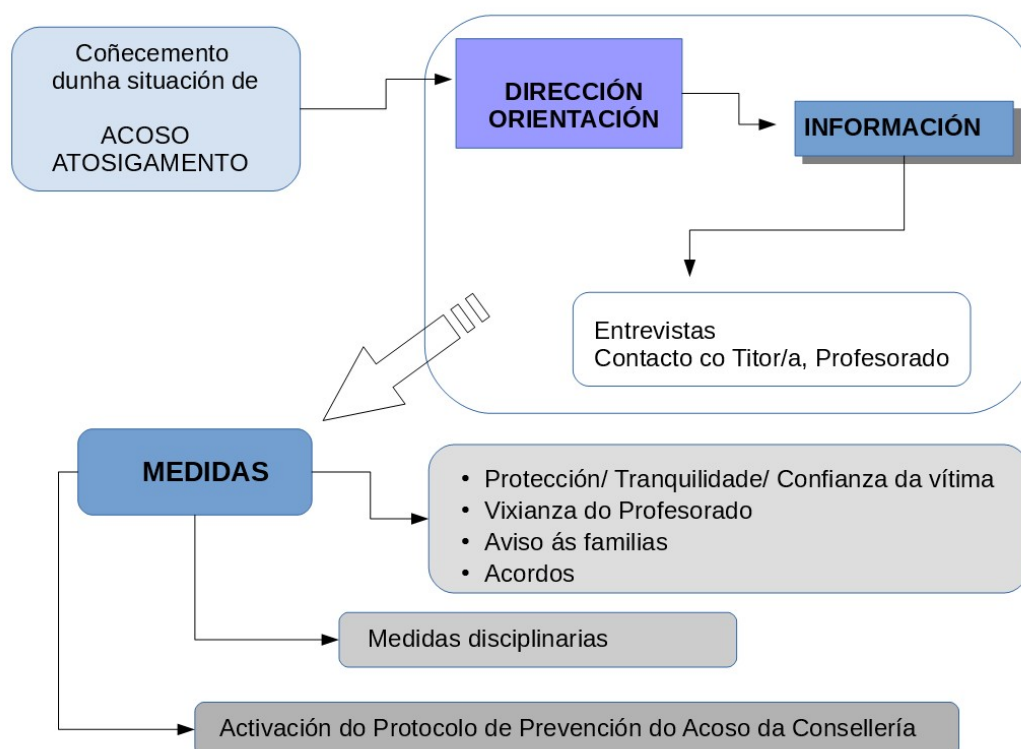 Coñecemento
dunha situación de
ACOSO
ATOSIGAMENTO
DIRECCIÓN
ORIENTACIÓN
INFORMACIÓN
Entrevistas
Contacto co Titor/a, Profesorado
MEDIDAS
• Protección/ Tranquilidade/ Confianza da vítima
• Vixianza do Profesorado
• Aviso ás familias
• Acordos
Medidas disciplinarias
Activación do Protocolo de Prevención do Acoso da Consellería